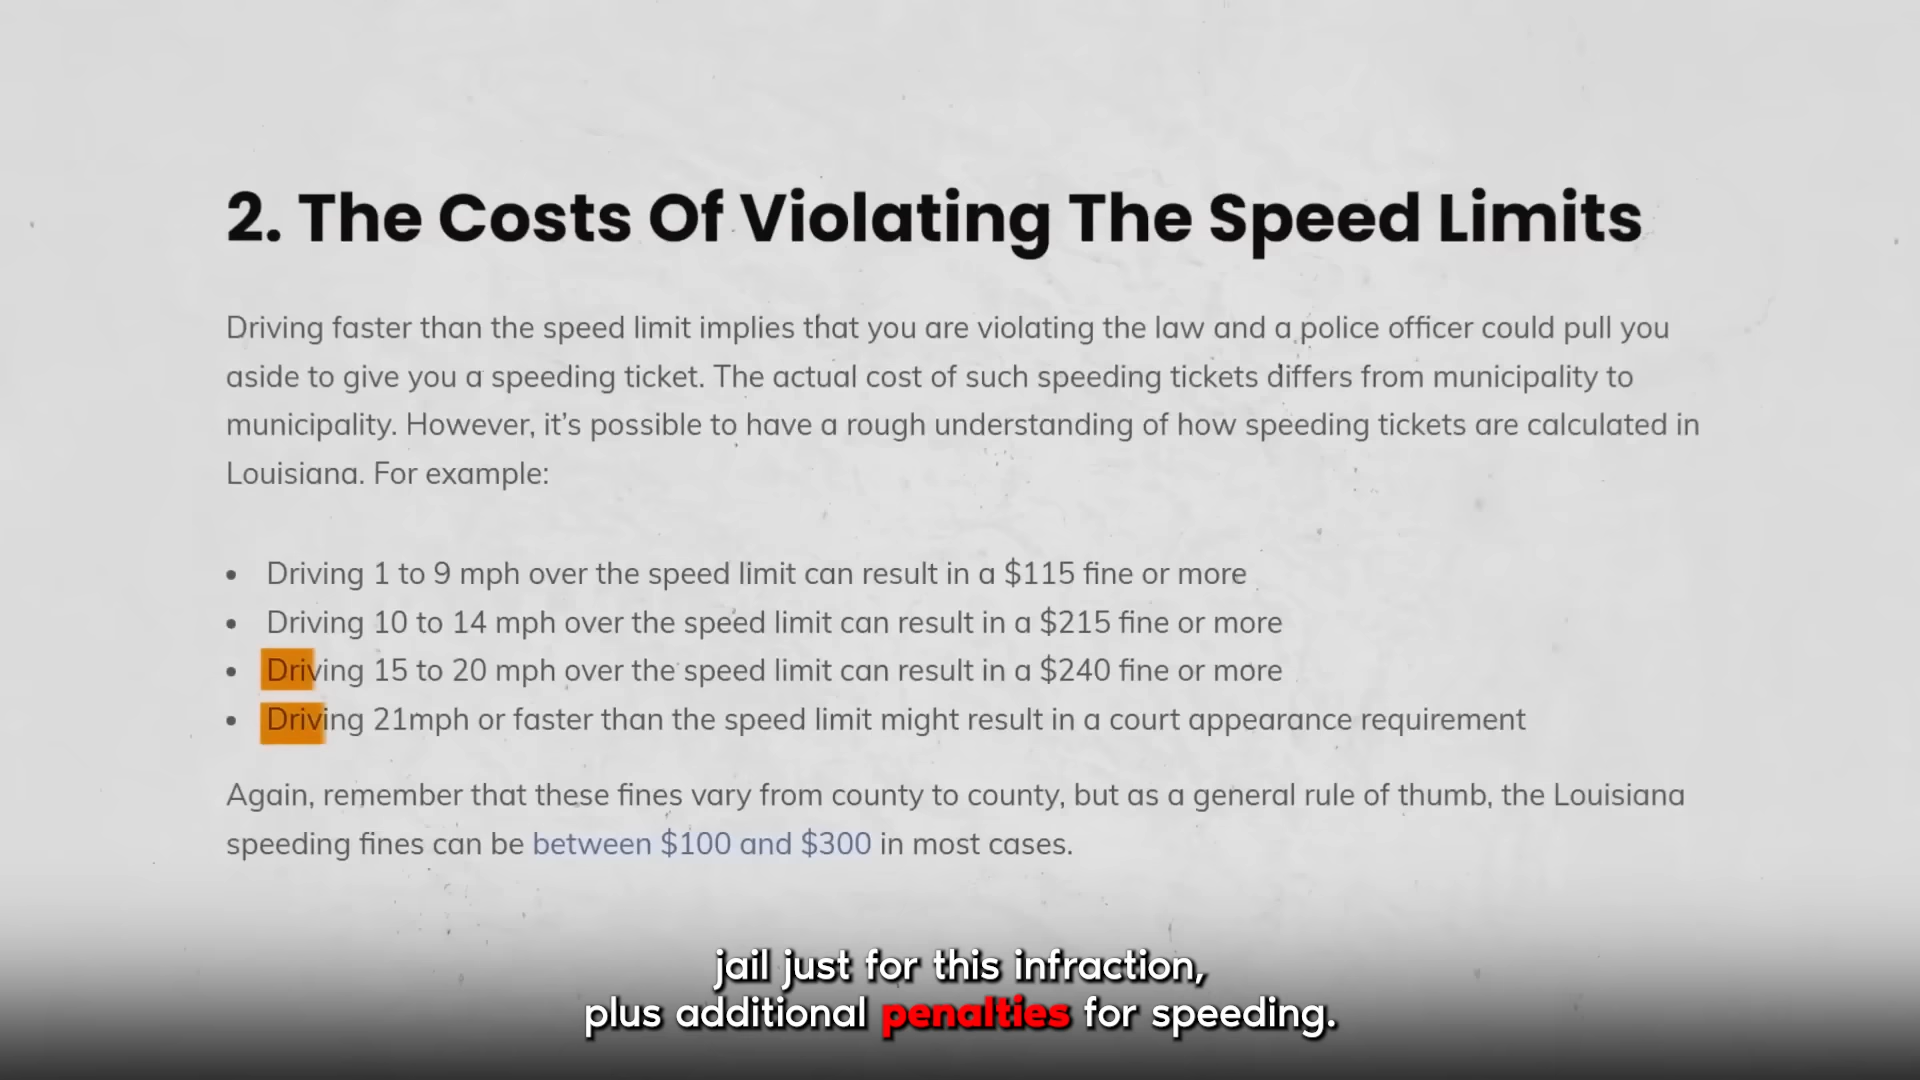 2. The Costs Of Violating The Speed Limits
Driving faster than the speed limit implies that you are violating the law and a police officer could pull you
aside to give you a speeding ticket. The actual cost of such speeding tickets differs from municipality to
municipality. However, it’s possible to have a rough understanding of how speeding tickets are calculated in
Louisiana. For example:
• Driving 1 to 9 mph over the speed limit can result in a $115 fine or more
• Driving 10 to 14 mph over the speed limit can result in a $215 fine or more
• Driving 15 to 20 mph over the speed limit can result in a $240 fine or more
• Driving 21mph or faster than the speed limit might result in a court appearance requirement
Again, remember that these fines vary from county to county, but as a general rule of thumb, the Louisiana
speeding fines can be between $100 and $300 in most cases.
jail just for this infraction,
plus additional penalties for speeding.